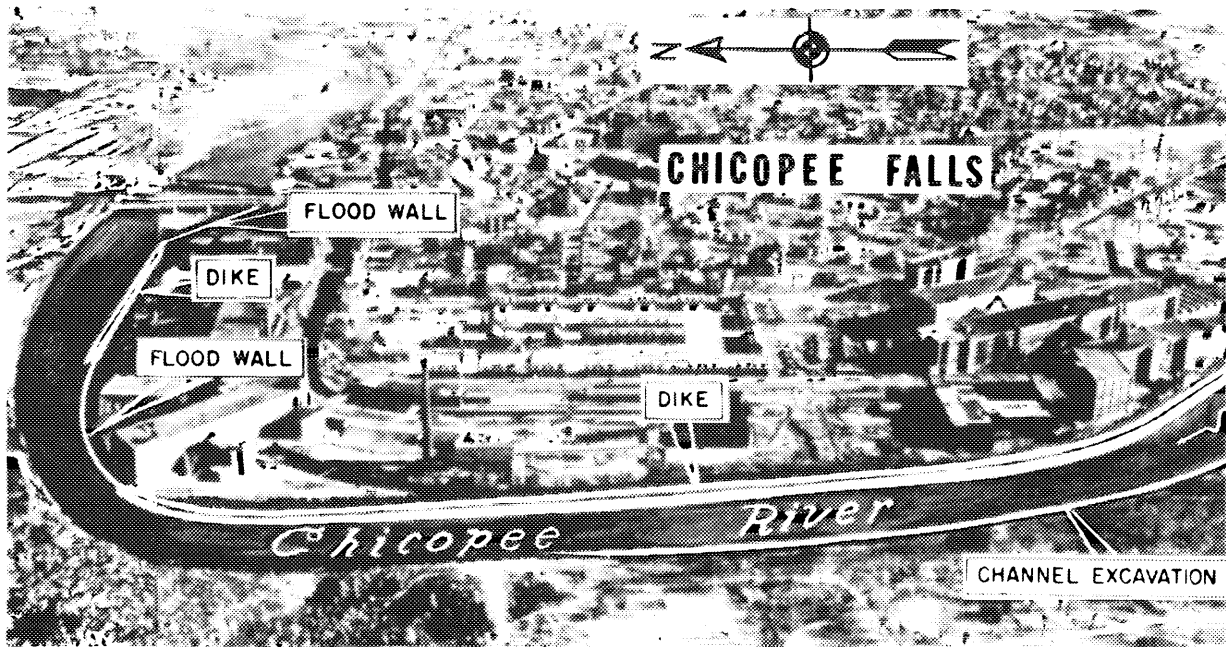 N
CHICOPEE FALLS
FLOOD WALL
DIKE
FLOOD WALL
DIKE
Chicopee River
CHANNEL EXCAVATION